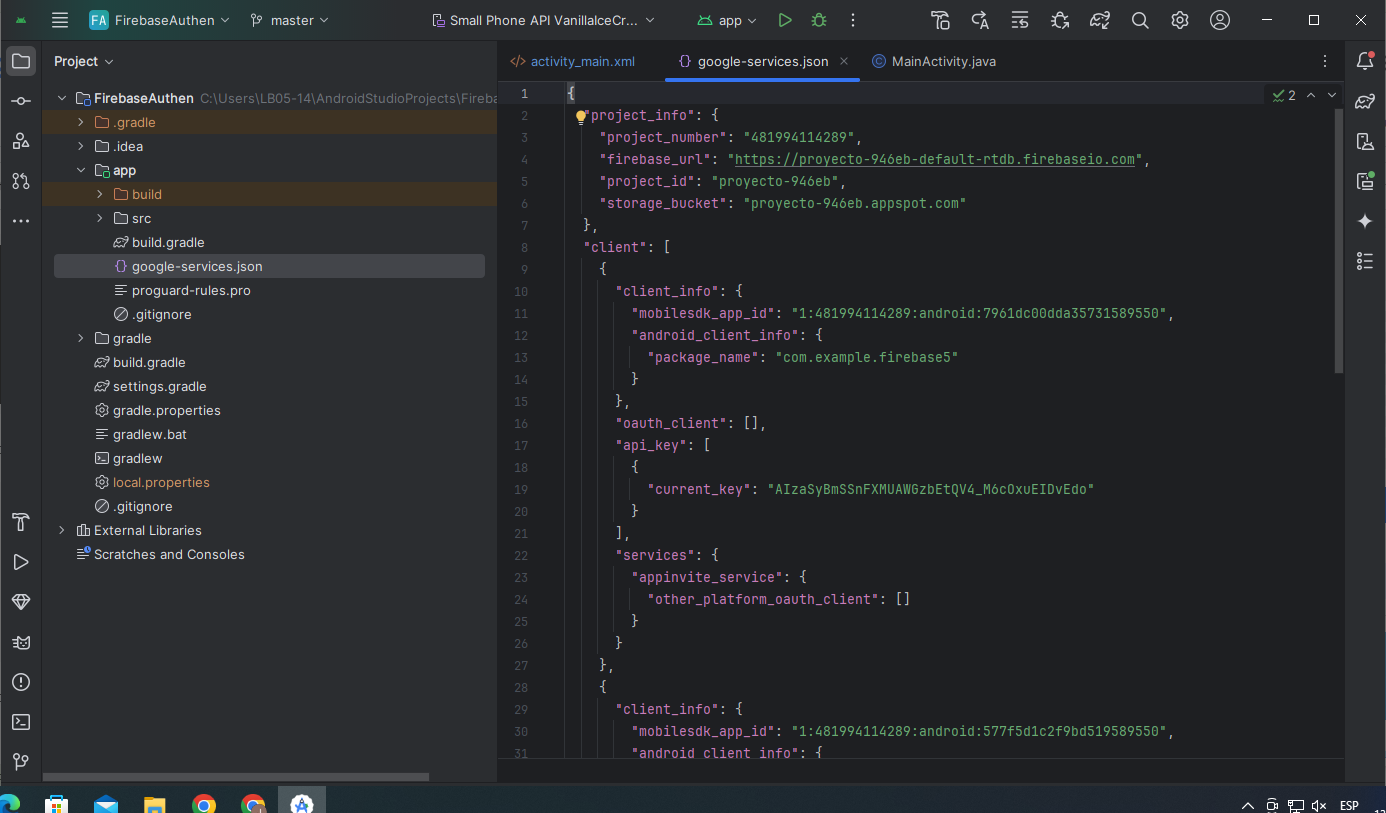 FA FirebaseAuthen master Small Phone API VanillaIceCr... app
Project
activity_main.xml google-services.json MainActivity.java
FirebaseAuthen C:\Users\LB05-14\AndroidStudioProjects\Fireba
.gradle
.idea
app
build
src
build.gradle
google-services.json
proguard-rules.pro
.gitignore
gradle
build.gradle
settings.gradle
gradle.properties
gradlew.bat
gradlew
local.properties
.gitignore
External Libraries
Scratches and Consoles
2
1 {
2 "project_info": {
3 "project_number": "481994114289",
4 "firebase_url": "https://proyecto-946eb-default-rtdb.firebaseio.com",
5 "project_id": "proyecto-946eb",
6 "storage_bucket": "proyecto-946eb.appspot.com"
7 },
8 "client": [
9 {
10 "client_info": {
11 "mobilesdk_app_id": "1:481994114289:android:7961dc00dda35731589550",
12 "android_client_info": {
13 "package_name": "com.example.firebase5"
14 }
15 },
16 "oauth_client": [],
17 "api_key": [
18 {
19 "current_key": "AIzaSyBmSSnFXMUAWGzbEtQV4_M6cOxuEIDvEdo"
20 }
21 ],
22 "services": {
23 "appinvite_service": {
24 "other_platform_oauth_client": []
25 }
26 }
27 },
28 {
29 "client_info": {
30 "mobilesdk_app_id": "1:481994114289:android:577f5d1c2f9bd519589550",
31 "android_client_info": {
ESP